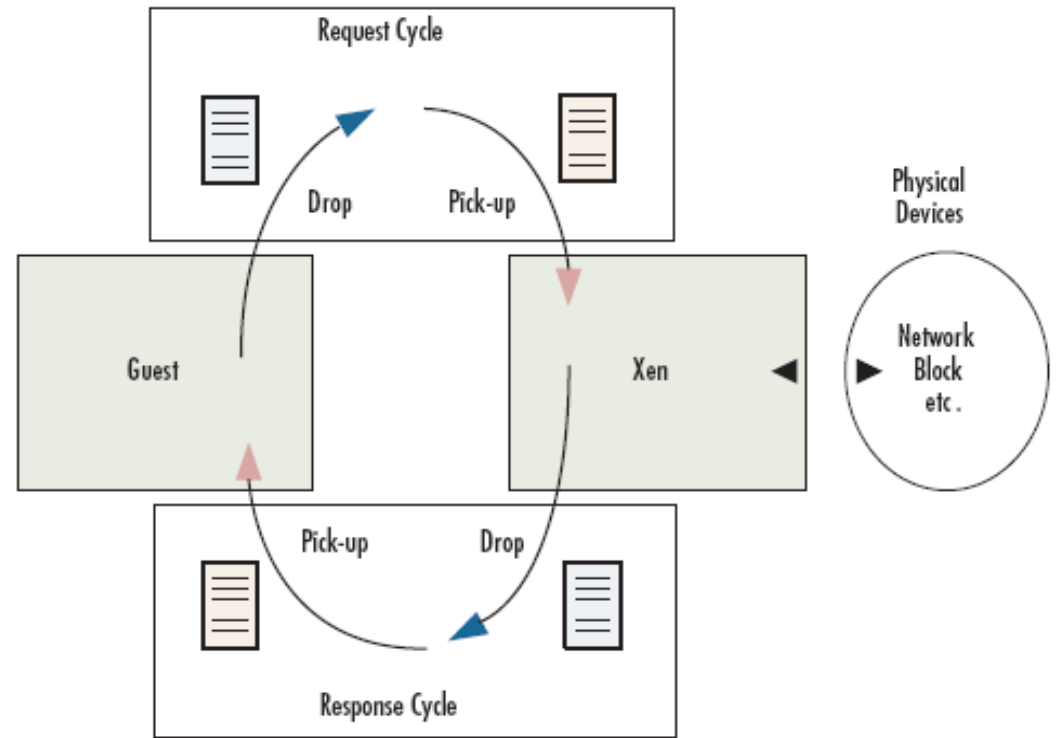 Request Cycle
Drop
Pick-up
Physical
Devices
Guest
Xen
Network
Block
etc .
Pick-up
Drop
Response Cycle